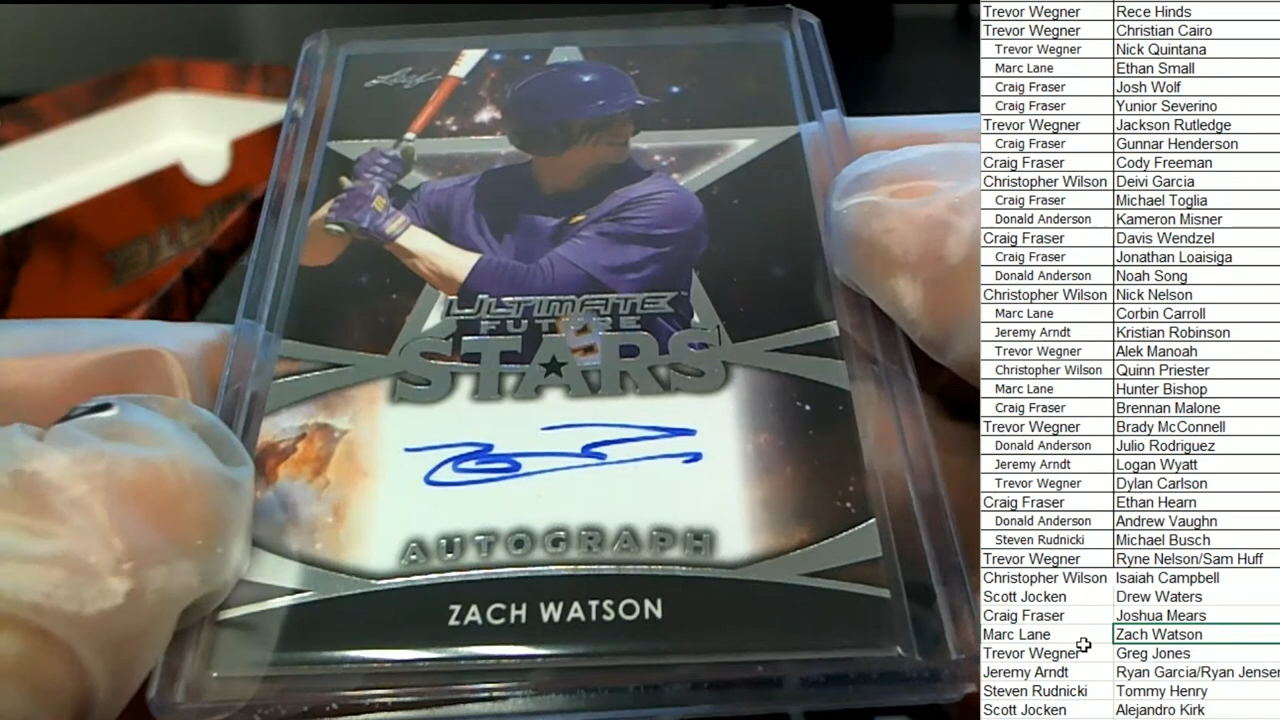 Leaf
ULTIMATE
FUTURE
STARS
AUTOGRAPH
ZACH WATSON
Trevor Wegner Rece Hinds
Trevor Wegner Christian Cairo
Trevor Wegner Nick Quintana
Marc Lane Ethan Small
Craig Fraser Josh Wolf
Craig Fraser Yunior Severino
Trevor Wegner Jackson Rutledge
Craig Fraser Gunnar Henderson
Craig Fraser Cody Freeman
Christopher Wilson Deivi Garcia
Craig Fraser Michael Toglia
Donald Anderson Kameron Misner
Craig Fraser Davis Wendzel
Craig Fraser Jonathan Loaisiga
Donald Anderson Noah Song
Christopher Wilson Nick Nelson
Marc Lane Corbin Carroll
Jeremy Arndt Kristian Robinson
Trevor Wegner Alek Manoah
Christopher Wilson Quinn Priester
Marc Lane Hunter Bishop
Craig Fraser Brennan Malone
Trevor Wegner Brady McConnell
Donald Anderson Julio Rodriguez
Jeremy Arndt Logan Wyatt
Trevor Wegner Dylan Carlson
Craig Fraser Ethan Hearn
Donald Anderson Andrew Vaughn
Steven Rudnicki Michael Busch
Trevor Wegner Ryne Nelson/Sam Huff
Christopher Wilson Isaiah Campbell
Scott Jocken Drew Waters
Craig Fraser Joshua Mears
Marc Lane Zach Watson
Trevor Wegner Greg Jones
Jeremy Arndt Ryan Garcia/Ryan Jensen
Steven Rudnicki Tommy Henry
Scott Jocken Alejandro Kirk